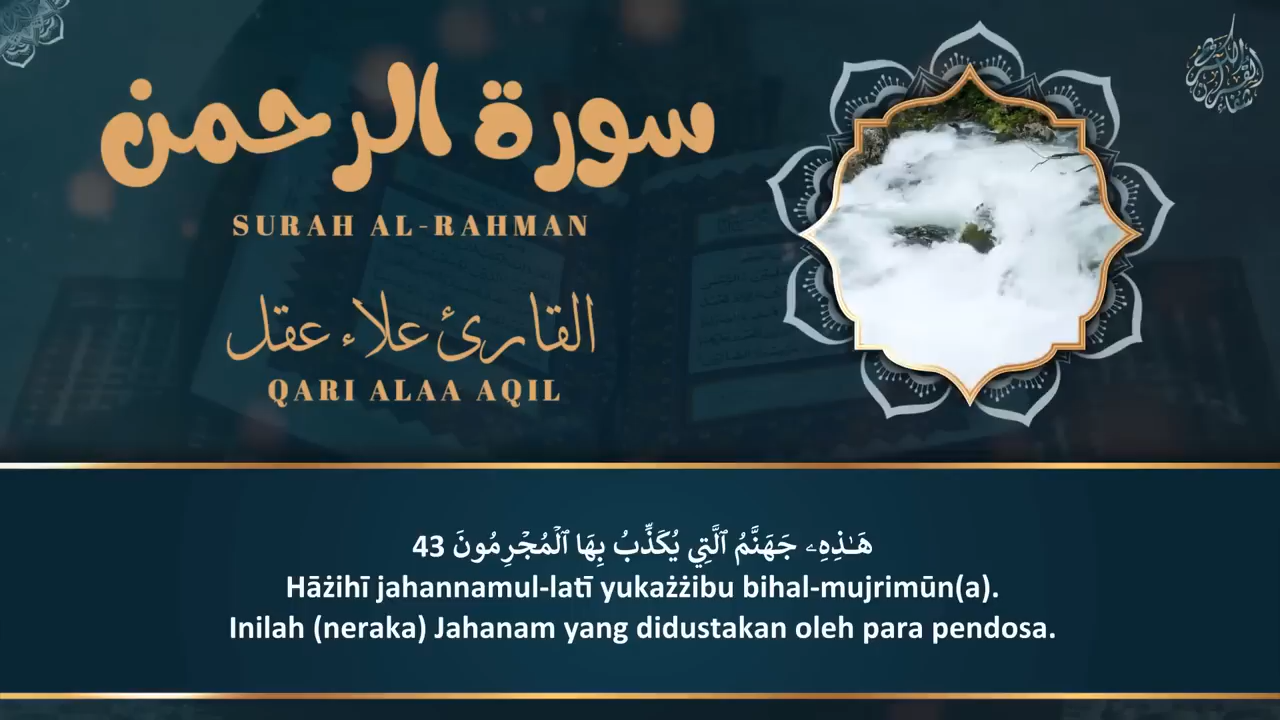 سورة الرحمن
SURAH AL-RAHMAN
القارئ علاء عقل
QARI ALAA AQIL
هَـٰذِهِۦ جَهَنَّمُ ٱلَّتِي يُكَذِّبُ بِهَا ٱلۡمُجۡرِمُونَ 43
Hāżihī jahannamul-latī yukażżibu bihal-mujrimūn(a).
Inilah (neraka) Jahanam yang didustakan oleh para pendosa.